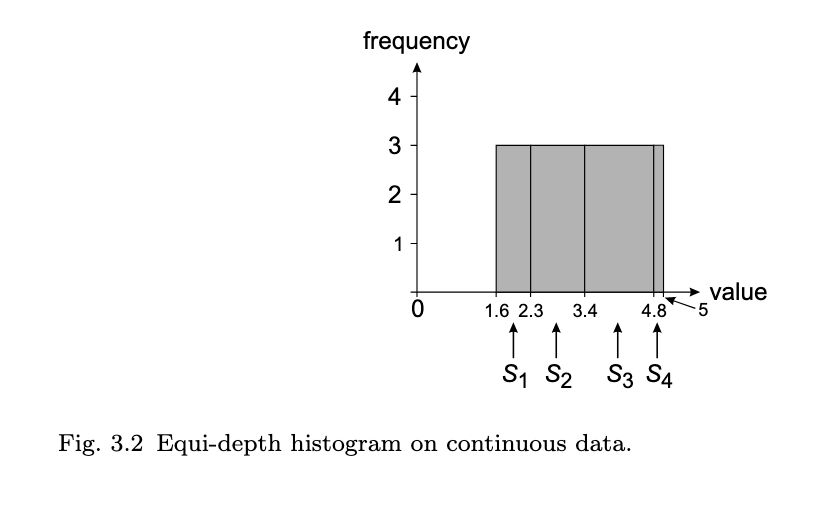 frequency
4
3
2
1
0
1.6 2.3 3.4 4.8 5
value
S1 S2 S3 S4
Fig. 3.2 Equi-depth histogram on continuous data.